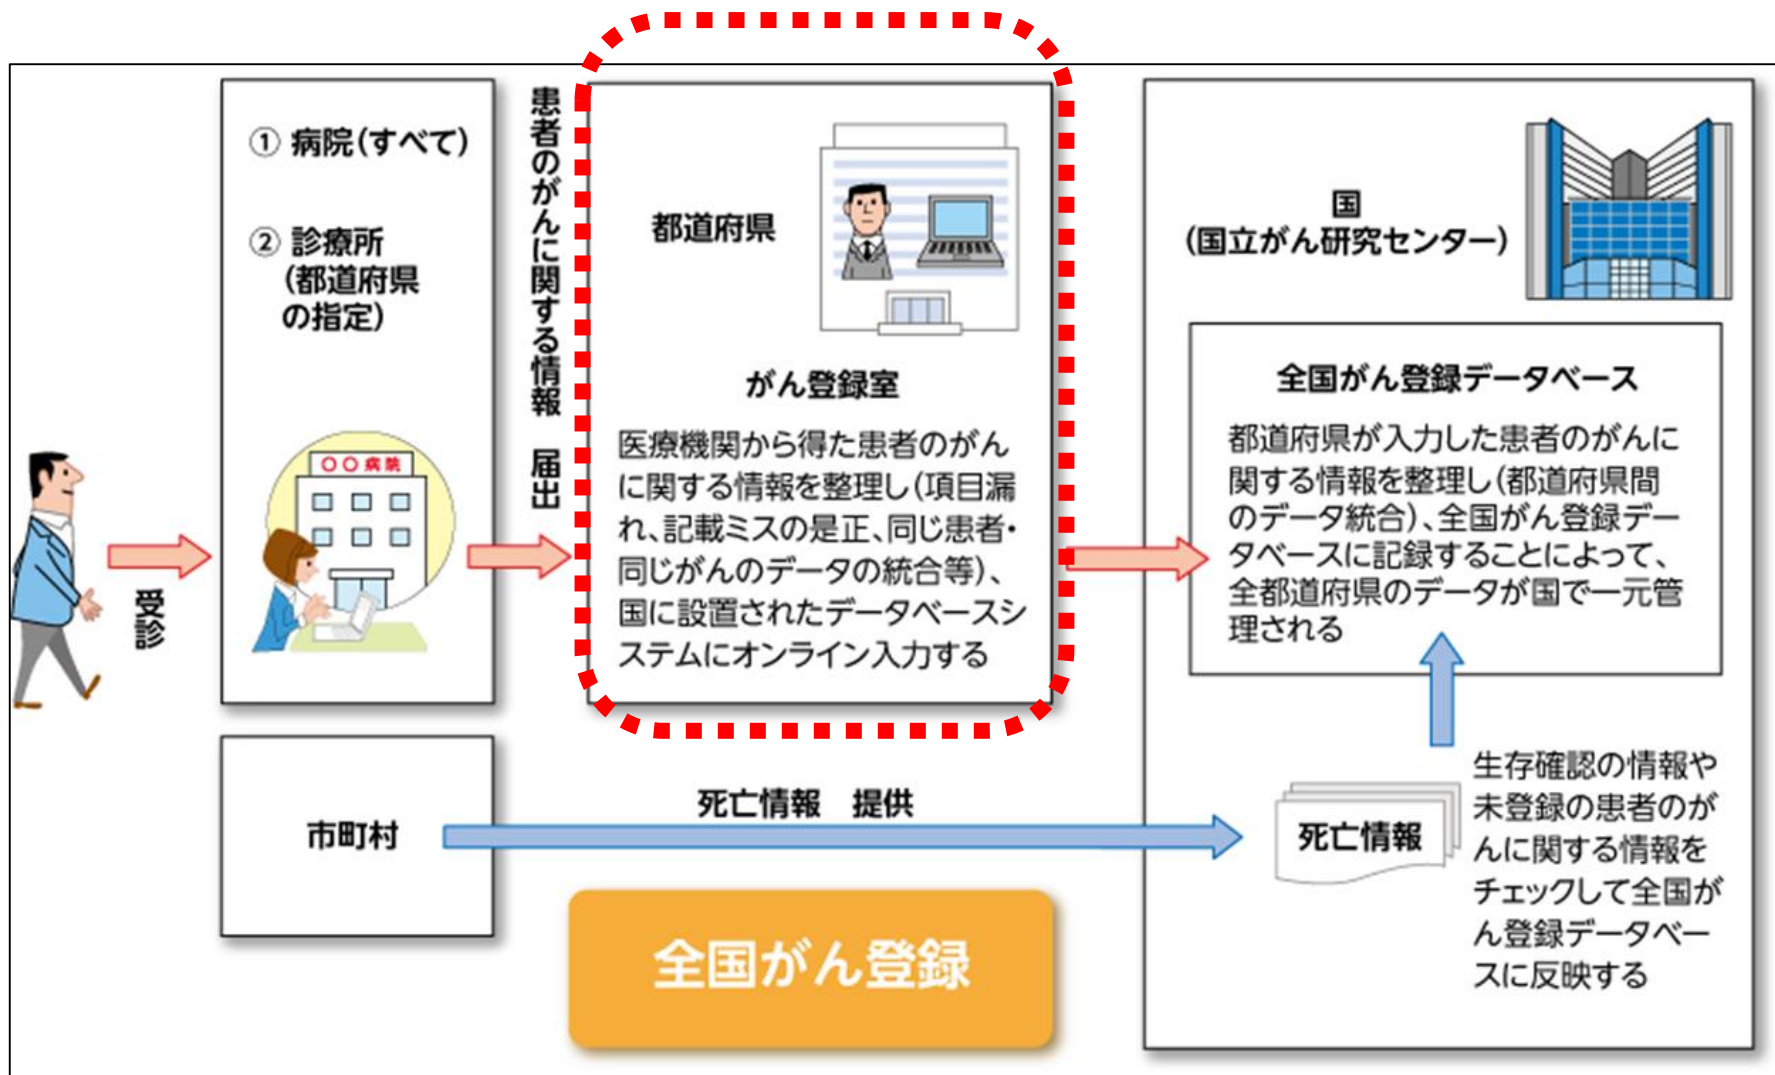 ① 病院(すべて)
② 診療所
(都道府県
の指定)
〇〇病院
受診
患者のがんに関する情報 届出
都道府県
がん登録室
医療機関から得た患者のがん
に関する情報を整理し(項目漏
れ、記載ミスの是正、同じ患者・
同じがんのデータの統合等)、
国に設置されたデータベースシ
ステムにオンライン入力する
国
(国立がん研究センター)
全国がん登録データベース
都道府県が入力した患者のがんに
関する情報を整理し(都道府県間
のデータ統合)、全国がん登録デー
タベースに記録することによって、
全都道府県のデータが国で一元管
理される
市町村
死亡情報 提供
死亡情報
生存確認の情報や
未登録の患者のが
んに関する情報を
チェックして全国が
ん登録データベー
スに反映する
全国がん登録